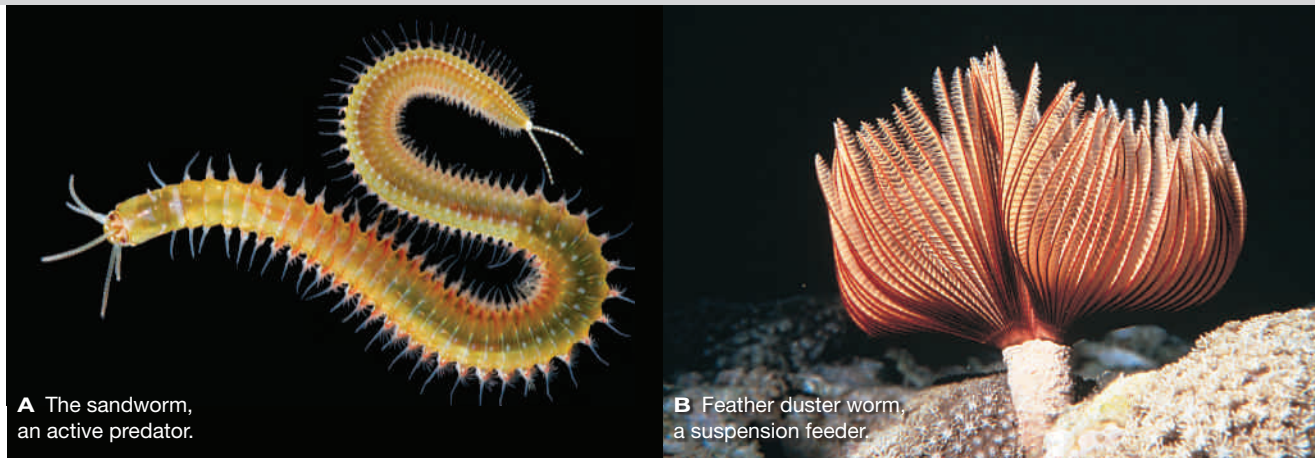 A The sandworm,
an active predator.
B Feather duster worm,
a suspension feeder.